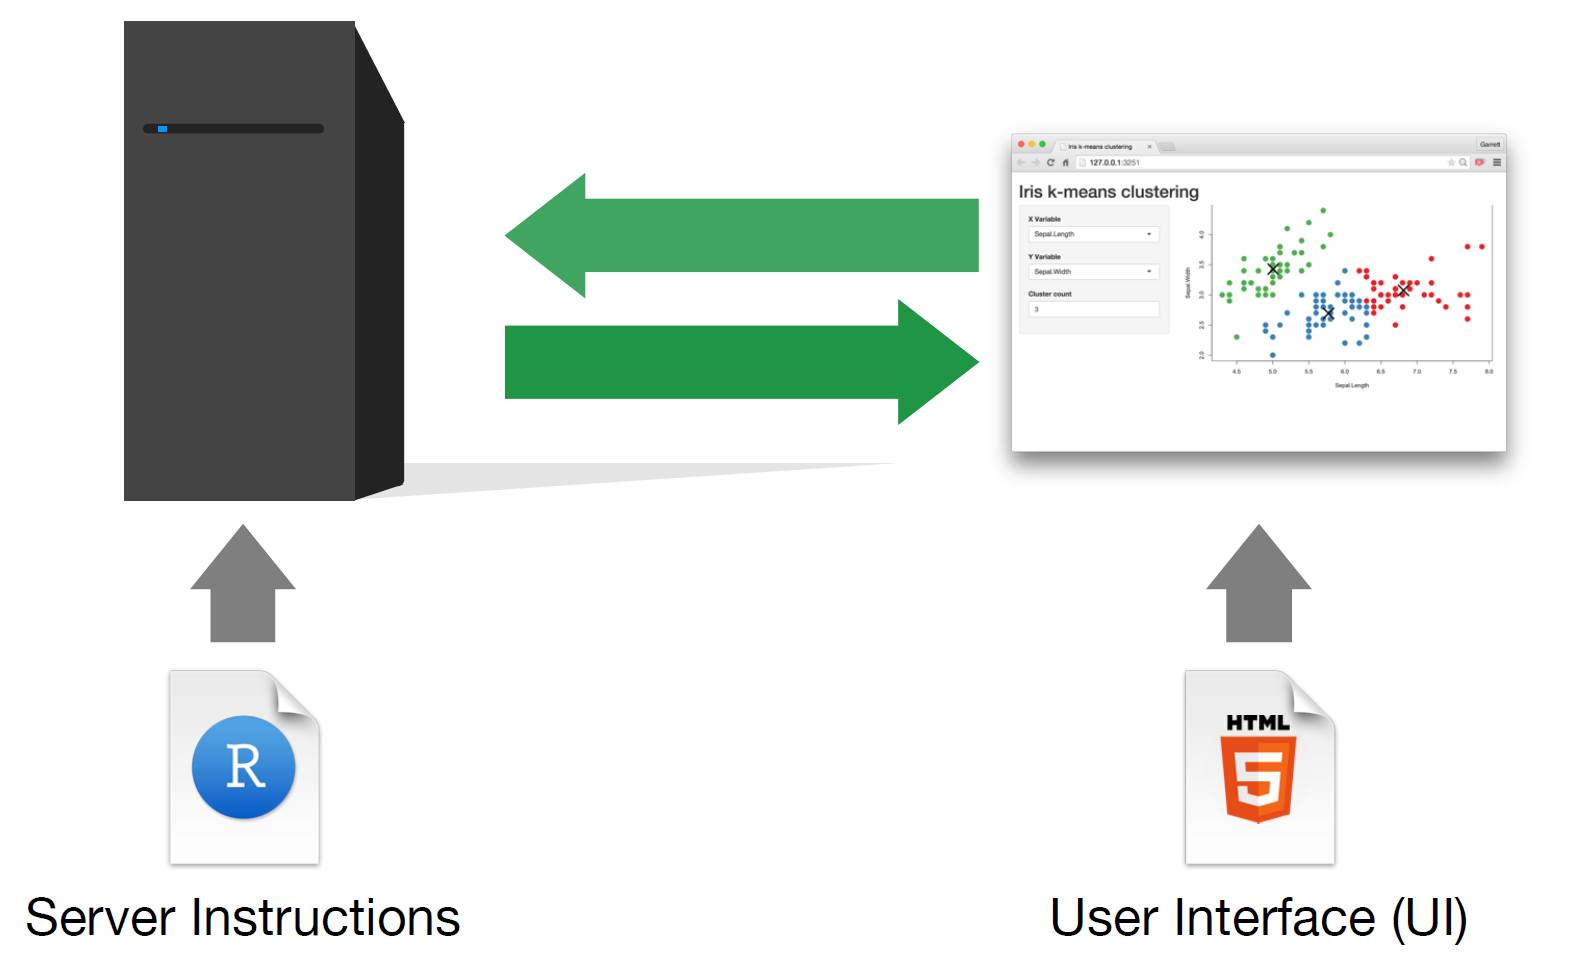 Iris k-means clustering
Garrett
127.0.0.1:3251
Iris k-means clustering
X Variable
Sepal.Length
Y Variable
Sepal.Width
Cluster count
3
Sepal.Width
4.0
3.5
3.0
2.5
2.0
4.5 5.0 5.5 6.0 6.5 7.0 7.5 8.0
Sepal.Length
R
HTML
5
Server Instructions
User Interface (UI)